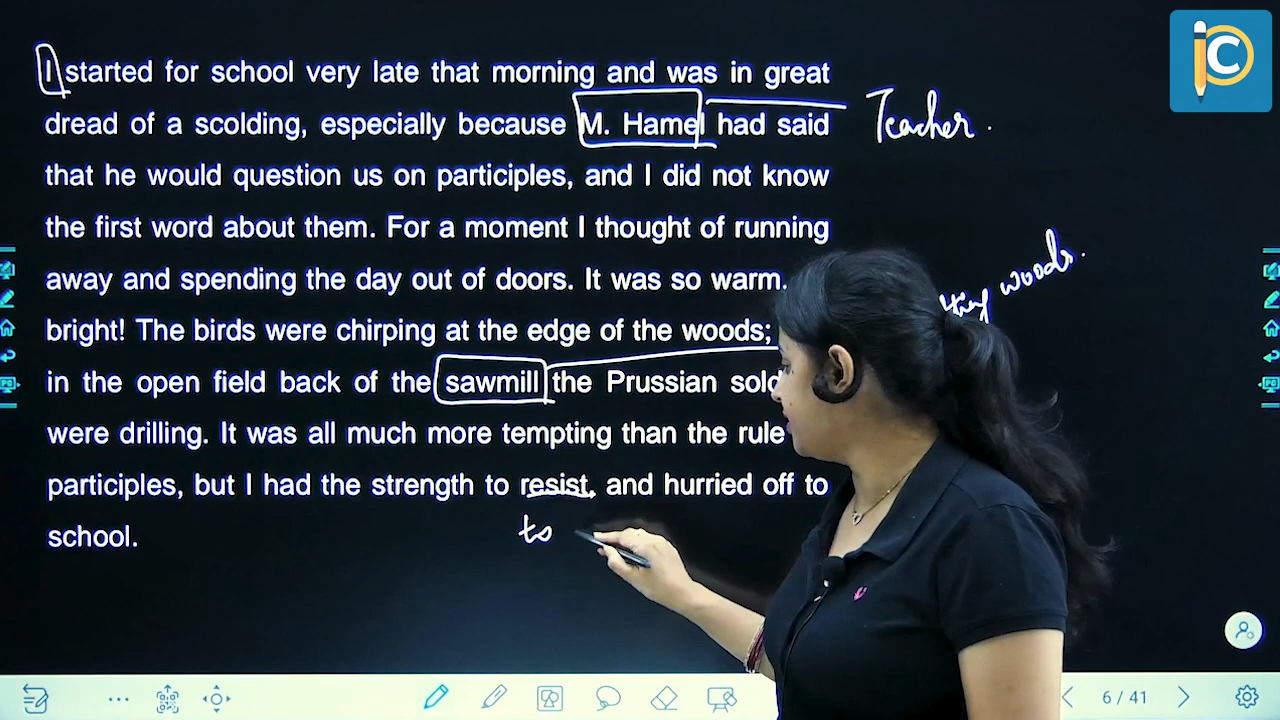 I started for school very late that morning and was in great
dread of a scolding, especially because M. Hamel had said
Teacher.
that he would question us on participles, and I did not know
the first word about them. For a moment I thought of running
away and spending the day out of doors. It was so warm,
woods.
bright! The birds were chirping at the edge of the woods;
in the open field back of the sawmill the Prussian
were drilling. It was all much more tempting than the rule
participles, but I had the strength to resist, and hurried off to
to
school.
6 / 41